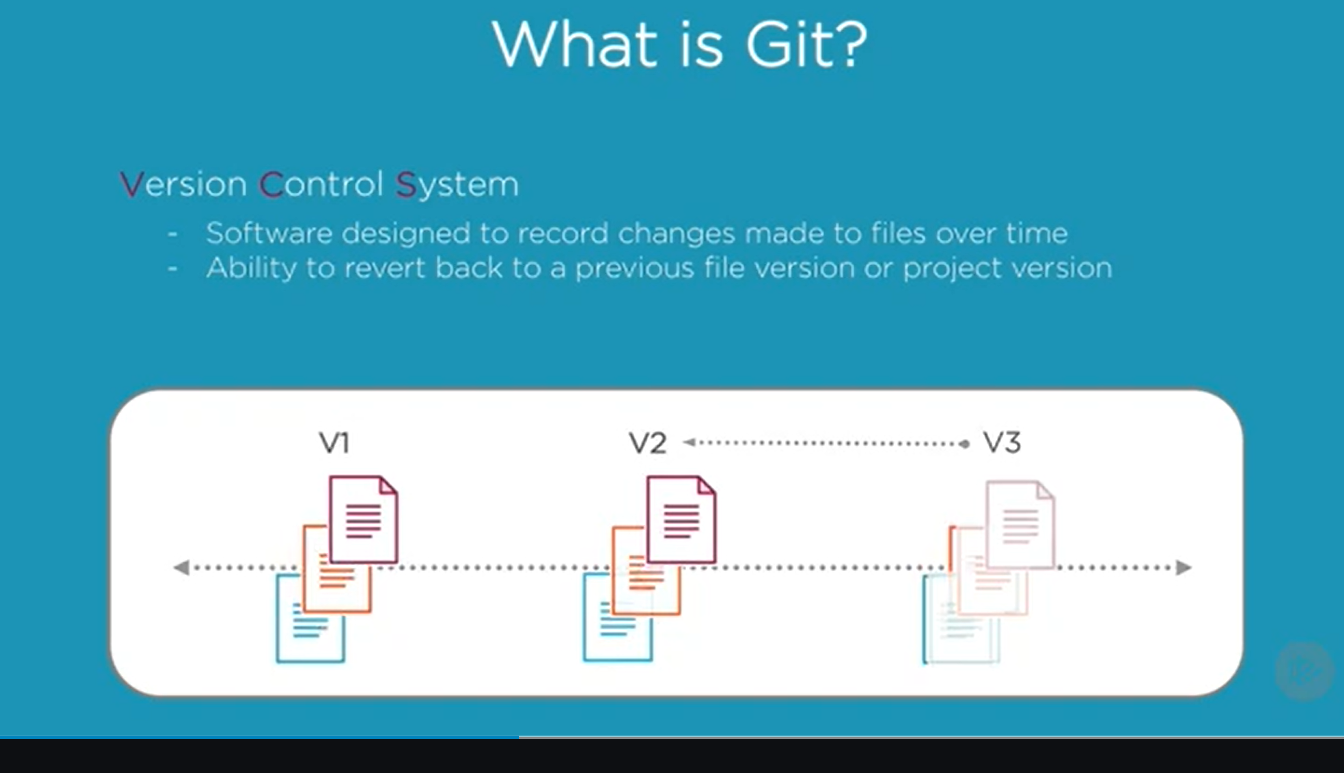 What is Git?
Version Control System
- Software designed to record changes made to files over time
- Ability to revert back to a previous file version or project version
V1 V2 V3